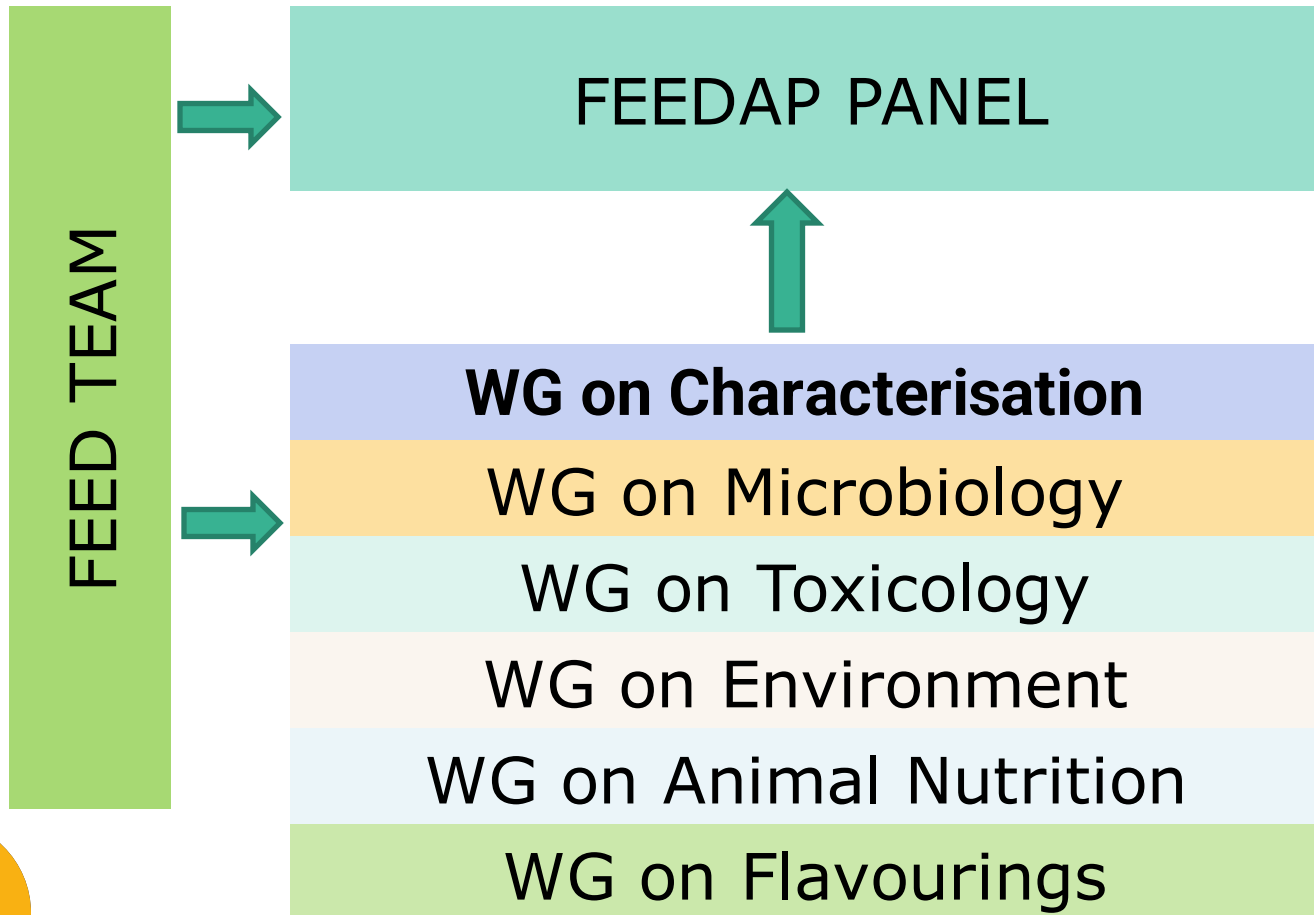 FEED TEAM
FEEDAP PANEL
WG on Characterisation
WG on Microbiology
WG on Toxicology
WG on Environment
WG on Animal Nutrition
WG on Flavourings